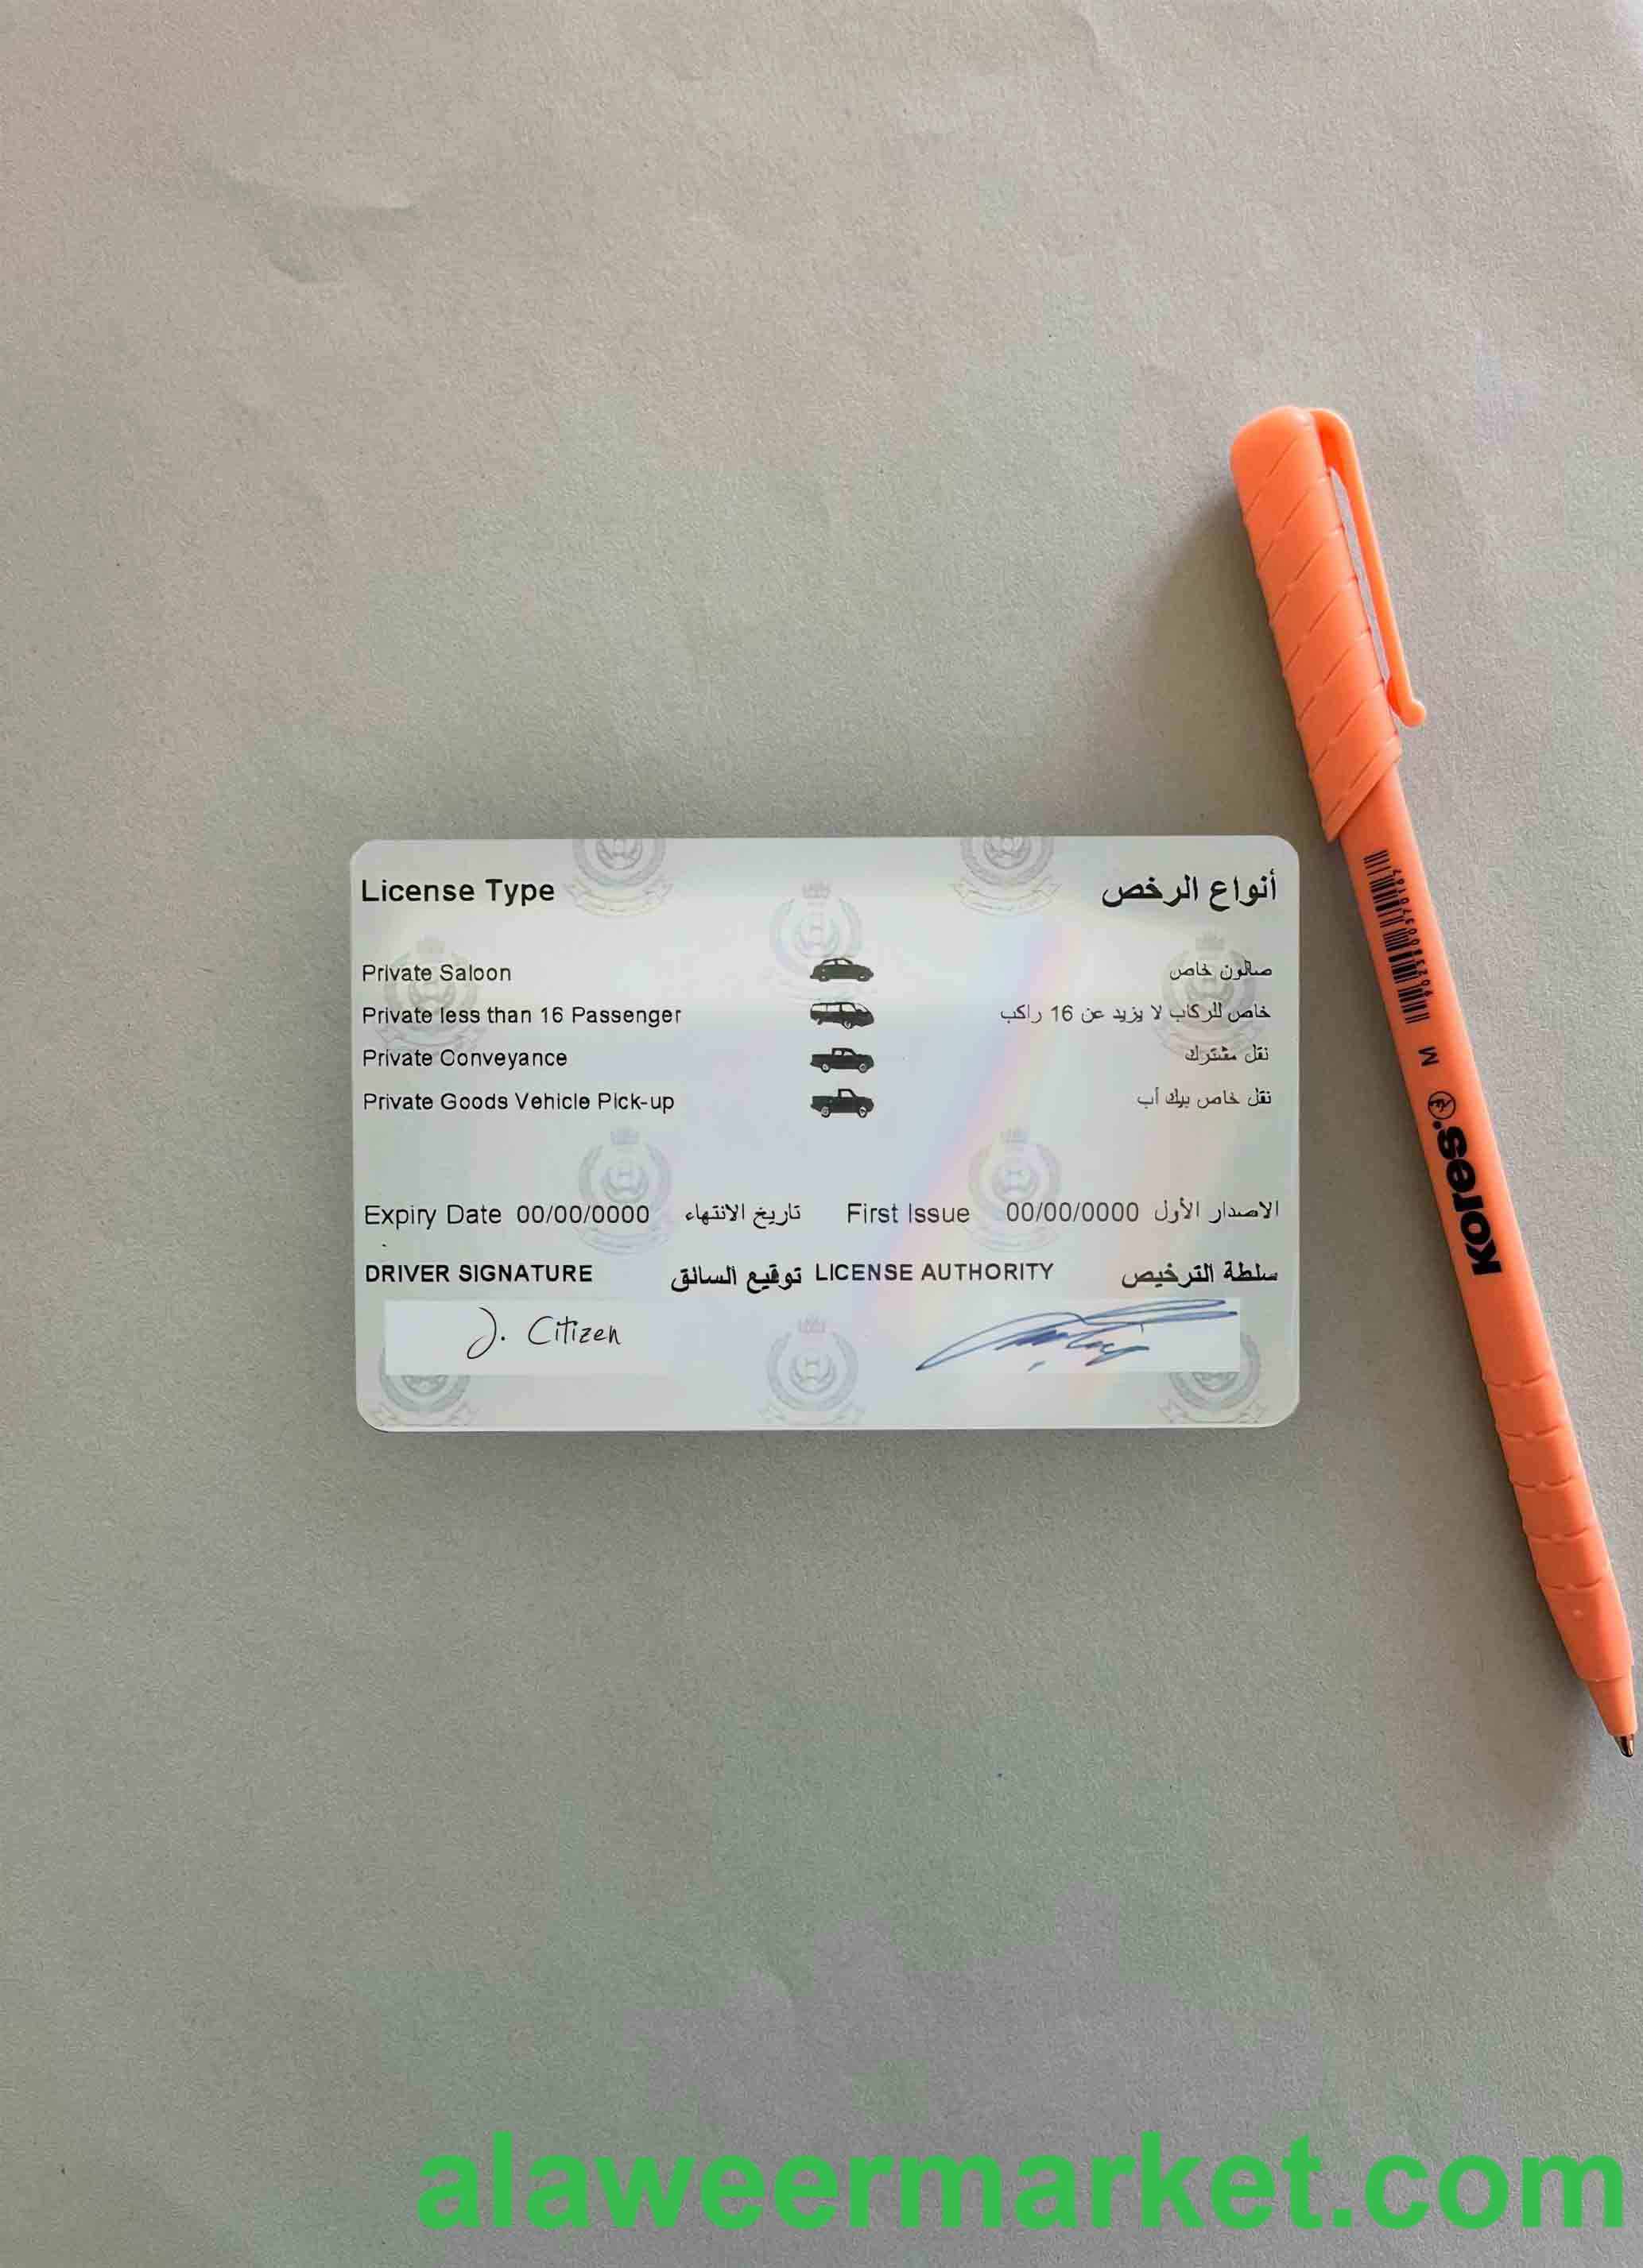 License Type أنواع الرخص
Private Saloon صالون خاص
Private less than 16 Passenger خاص للركاب لا يزيد عن 16 راكب
Private Conveyance نقل مشترك
Private Goods Vehicle Pick-up نقل خاص بيك أب
Expiry Date 00/00/0000 تاريخ الانتهاء First Issue 00/00/0000 الاصدار الأول
DRIVER SIGNATURE توقيع السائق LICENSE AUTHORITY سلطة الترخيص
J. Citizen
M Kores
alaweermarket.com